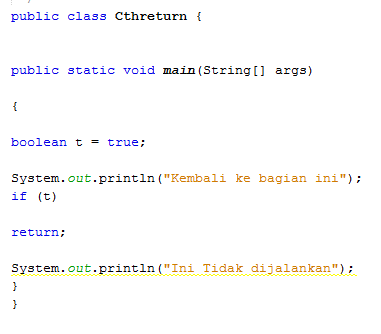 public class Cthreturn {
public static void main(String[] args)
{
boolean t = true;
System.out.println("Kembali ke bagian ini");
if (t)
return;
System.out.println("Ini Tidak dijalankan");
}
}